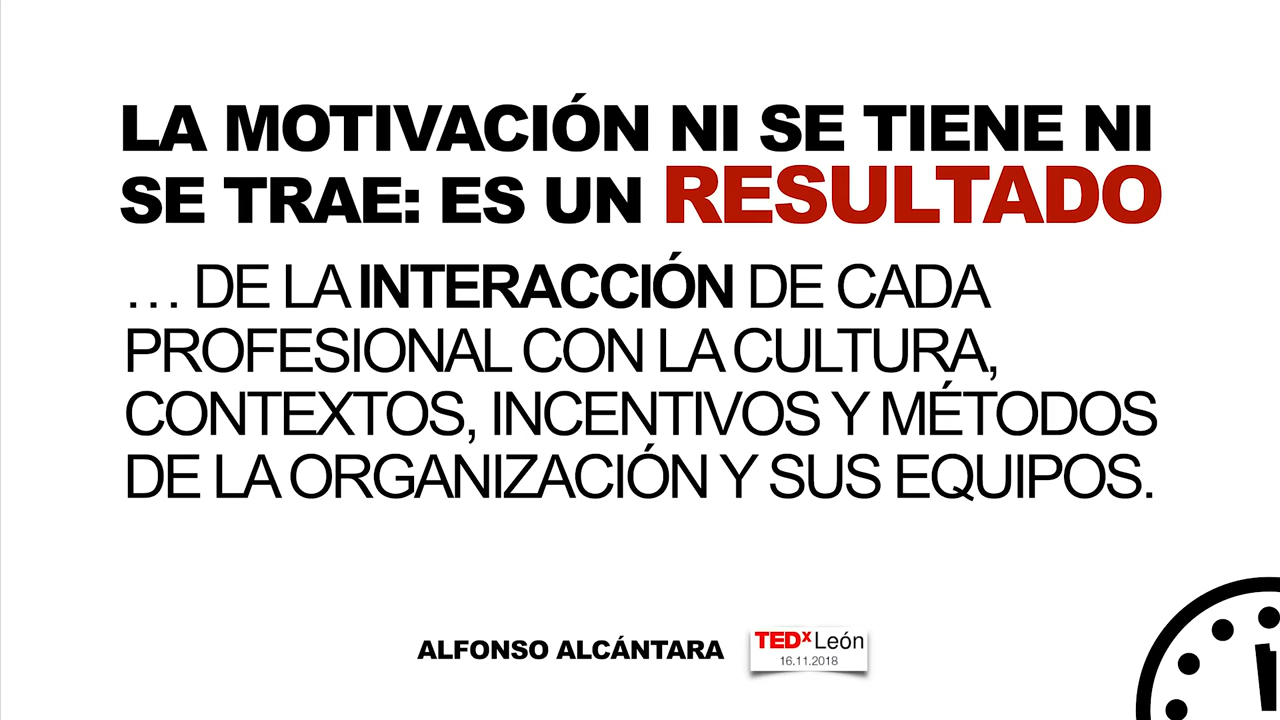 LA MOTIVACIÓN NI SE TIENE NI
SE TRAE: ES UN RESULTADO
… DE LA INTERACCIÓN DE CADA
PROFESIONAL CON LA CULTURA,
CONTEXTOS, INCENTIVOS Y MÉTODOS
DE LA ORGANIZACIÓN Y SUS EQUIPOS.
ALFONSO ALCÁNTARA
TEDx León
16.11.2018